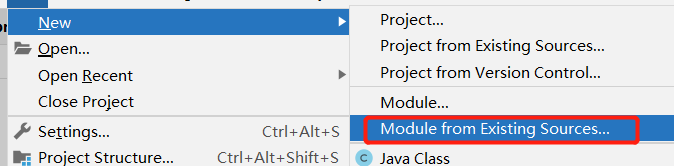 New
Open...
Open Recent
Close Project
Settings... Ctrl+Alt+S
Project Structure... Ctrl+Alt+Shift+S
Project...
Project from Existing Sources...
Project from Version Control...
Module...
Module from Existing Sources...
Java Class